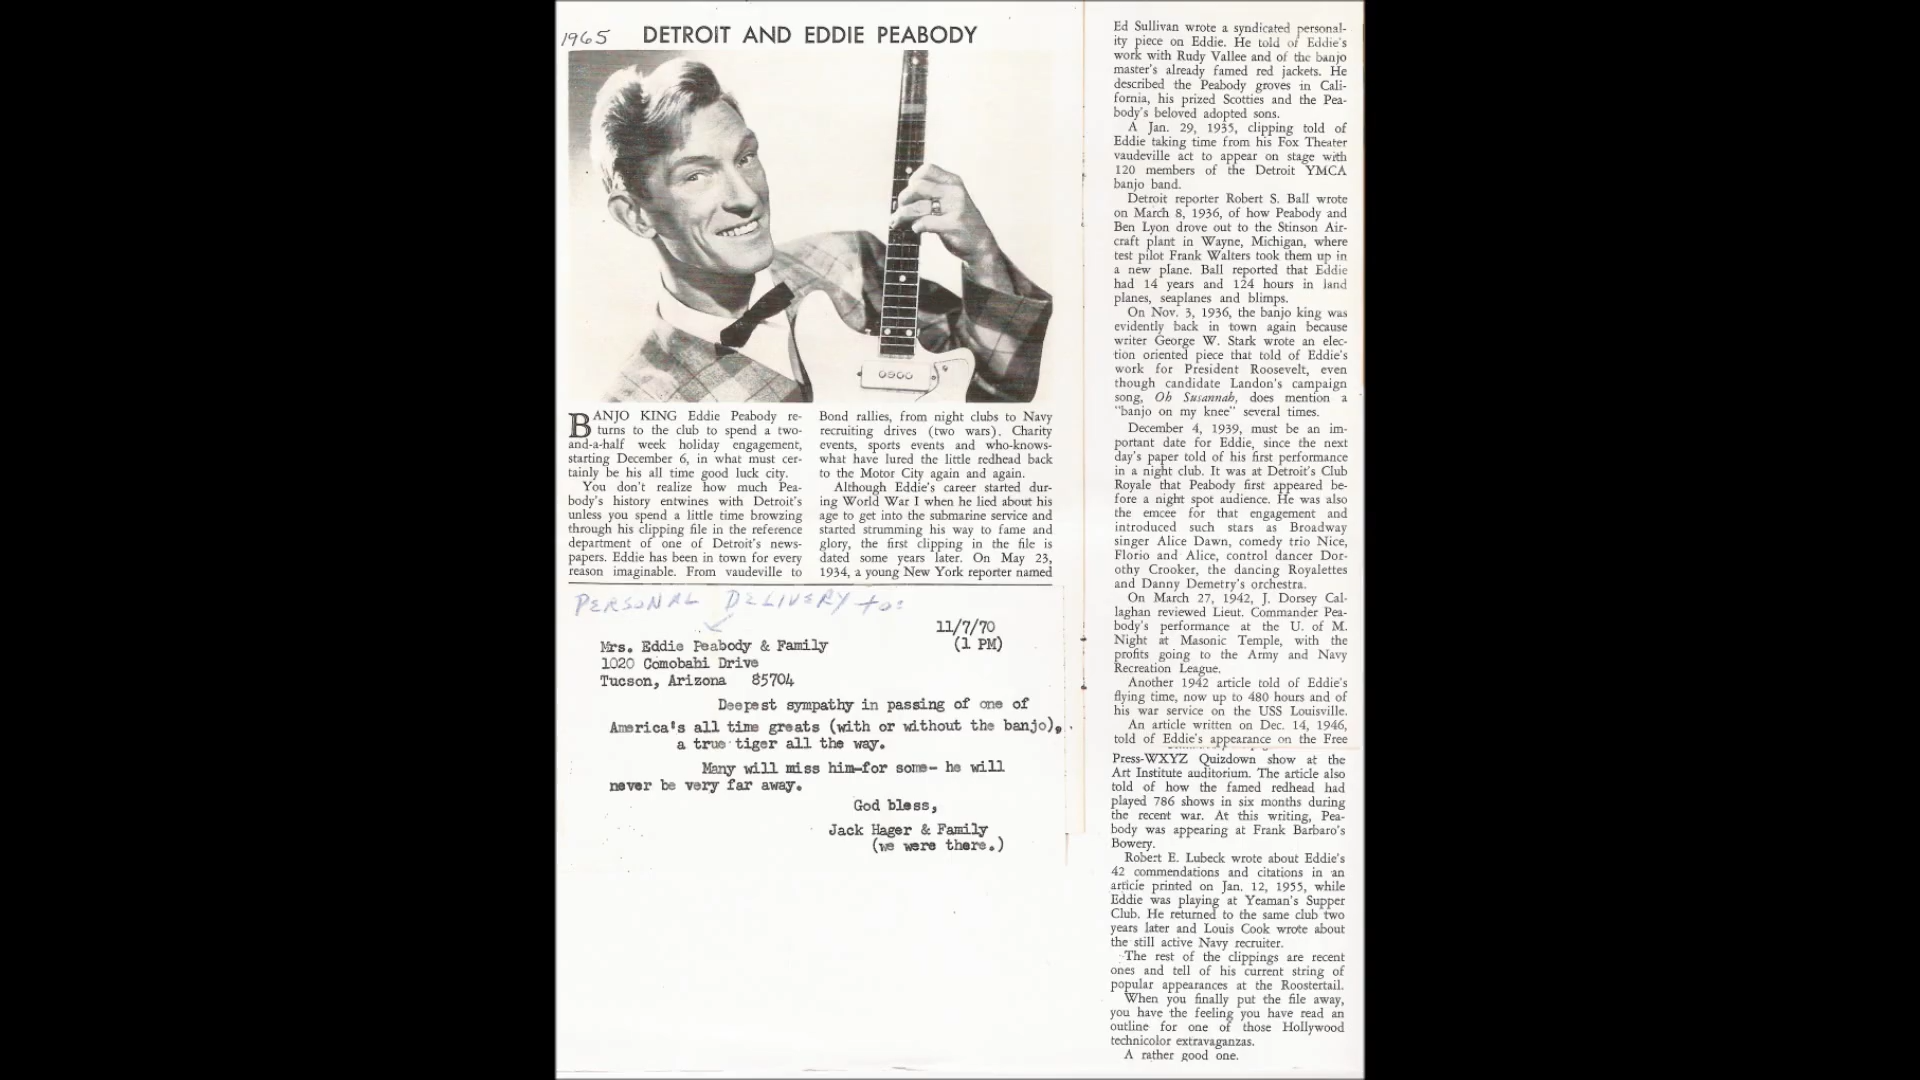 1965
DETROIT AND EDDIE PEABODY
BANJO KING Eddie Peabody re-
turns to the club to spend a two-
and-a-half week holiday engagement,
starting December 6, in what must cer-
tainly be his all time good luck city.
You don't realize how much Pea-
body's history entwines with Detroit's
unless you spend a little time browzing
through his clipping file in the reference
department of one of Detroit's news-
papers. Eddie has been in town for every
reason imaginable. From vaudeville to
Bond rallies, from night clubs to Navy
recruiting drives (two wars). Charity
events, sports events and who-knows-
what have lured the little redhead back
to the Motor City again and again.
Although Eddie's career started dur-
ing World War I when he lied about his
age to get into the submarine service and
started strumming his way to fame and
glory, the first clipping in the file is
dated some years later. On May 23,
1934, a young New York reporter named
Ed Sullivan wrote a syndicated personal-
ity piece on Eddie. He told of Eddie's
work with Rudy Vallee and of the banjo
master's already famed red jackets. He
described the Peabody groves in Cali-
fornia, his prized Scotties and the Pea-
body's beloved adopted sons.
A Jan. 29, 1935, clipping told of
Eddie taking time from his Fox Theater
vaudeville act to appear on stage with
120 members of the Detroit YMCA
banjo band.
Detroit reporter Robert S. Ball wrote
on March 8, 1936, of how Peabody and
Ben Lyon drove out to the Stinson Air-
craft plant in Wayne, Michigan, where
test pilot Frank Walters took them up in
a new plane. Ball reported that Eddie
had 14 years and 124 hours in land
planes, seaplanes and blimps.
On Nov. 3, 1936, the banjo king was
evidently back in town again because
writer George W. Stark wrote an elec-
tion oriented piece that told of Eddie's
work for President Roosevelt, even
though candidate Landon's campaign
song, Oh Susannah, does mention a
"banjo on my knee" several times.
December 4, 1939, must be an im-
portant date for Eddie, since the next
day's paper told of his first performance
in a night club. It was at Detroit's Club
Royale that Peabody first appeared be-
fore a night spot audience. He was also
the emcee for that engagement and
introduced such stars as Broadway
singer Alice Dawn, comedy trio Nice,
Florio and Alice, control dancer Dor-
othy Crooker, the dancing Royalettes
and Danny Demetry's orchestra.
On March 27, 1942, J. Dorsey Cal-
laghan reviewed Lieut. Commander Pea-
body's performance at the U. of M.
Night at Masonic Temple, with the
profits going to the Army and Navy
Recreation League.
Another 1942 article told of Eddie's
flying time, now up to 480 hours and of
his war service on the USS Louisville.
An article written on Dec. 14, 1946,
told of Eddie's appearance on the Free
Press-WXYZ Quizdown show at the
Art Institute auditorium. The article also
told of how the famed redhead had
played 786 shows in six months during
the recent war. At this writing, Pea-
body was appearing at Frank Barbaro's
Bowery.
Robert E. Lubeck wrote about Eddie's
42 commendations and citations in an
article printed on Jan. 12, 1955, while
Eddie was playing at Yeaman's Supper
Club. He returned to the same club two
years later and Louis Cook wrote about
the still active Navy recruiter.
The rest of the clippings are recent
ones and tell of his current string of
popular appearances at the Roostertail.
When you finally put the file away,
you have the feeling you have read an
outline for one of those Hollywood
technicolor extravaganzas.
A rather good one.
PERSONAL DELIVERY to:
11/7/70
(1 PM)
Mrs. Eddie Peabody & Family
1020 Comobahi Drive
Tucson, Arizona 85704
Deepest sympathy in passing of one of
America's all time greats (with or without the banjo),
a true tiger all the way.
Many will miss him-for some- he will
never be very far away.
God bless,
Jack Hager & Family
(we were there.)